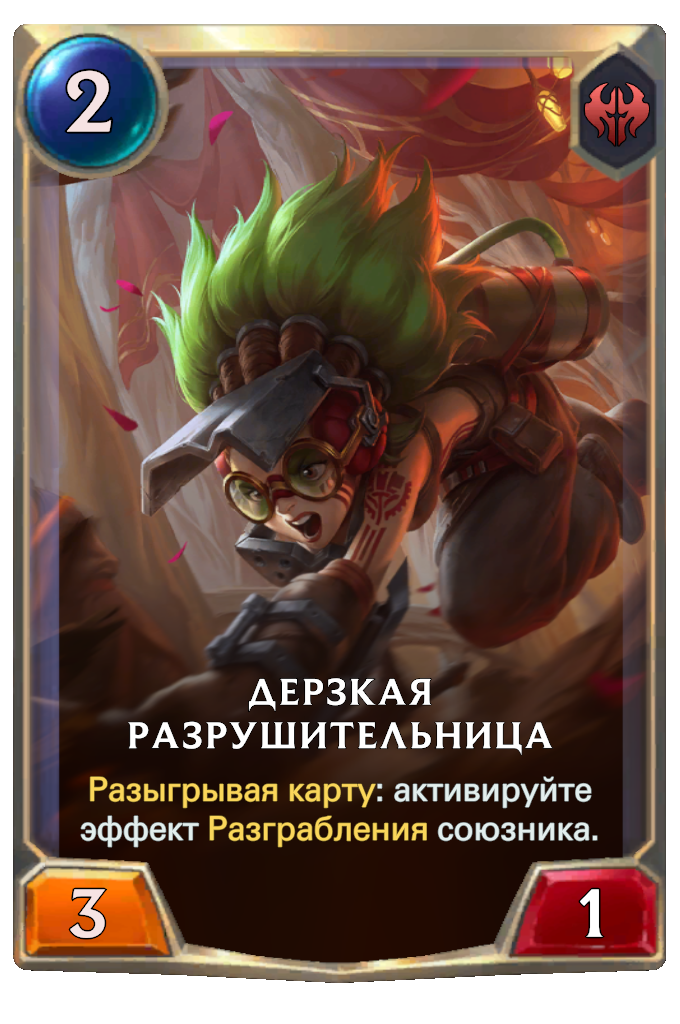 2
ДЕРЗКАЯ
РАЗРУШИТЕЛЬНИЦА
Разыгрывая карту: активируйте
эффект Разграбления союзника.
3
1